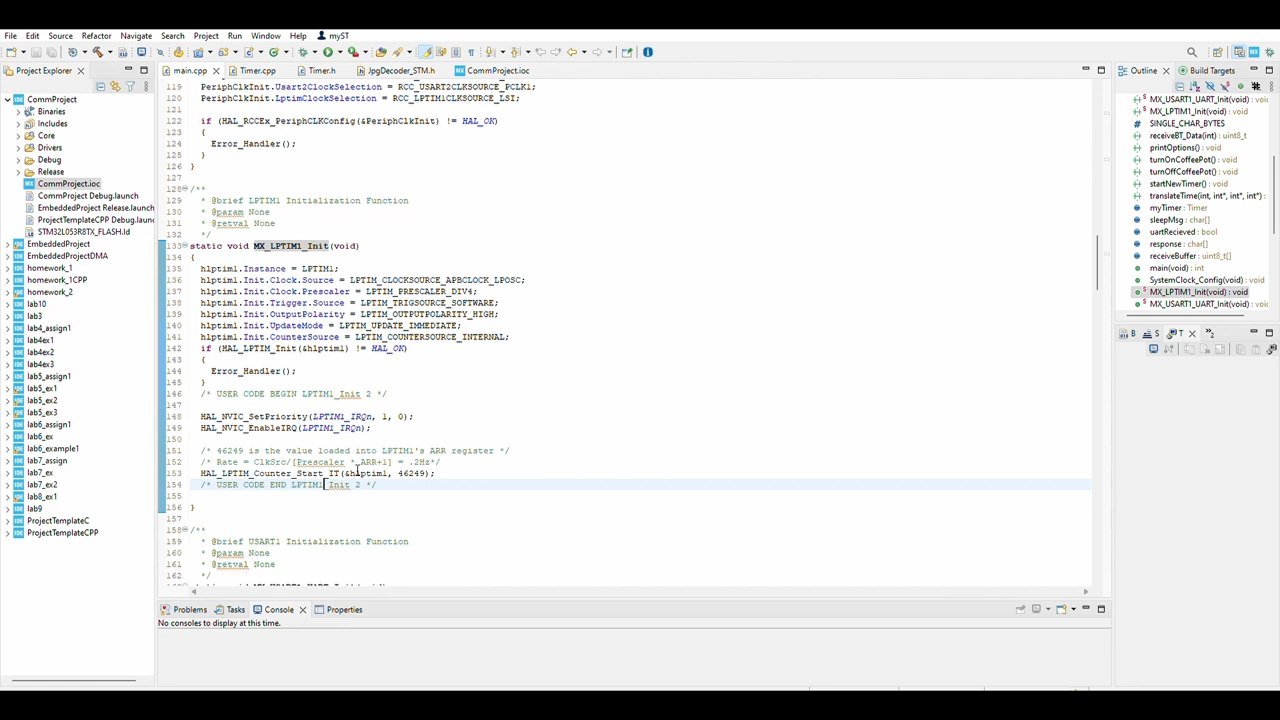 File Edit Source Refactor Navigate Search Project Run Window Help myST
Project Explorer
main.cpp Timer.cpp Timer.h JpgDecoder_STM.h CommProject.ioc
Outline Build Targets
CommProject
Binaries
Includes
Core
Drivers
Debug
Release
CommProject.ioc
CommProject Debug.launch
EmbeddedProject Release.launch
ProjectTemplateCPP Debug.launch
STM32L053R8TX_FLASH.ld
EmbeddedProject
EmbeddedProjectDMA
homework_1
homework_1CPP
homework_2
lab10
lab3
lab4_assign1
lab4ex1
lab4ex2
lab4ex3
lab5_assign1
lab5_ex1
lab5_ex2
lab5_ex3
lab6_assign1
lab6_ex
lab6_example1
lab7_assign
lab7_ex
lab7_ex2
lab8_ex1
lab9
ProjectTemplateC
ProjectTemplateCPP
119 PeriphClkInit.Usart2ClockSelection = RCC_USART2CLKSOURCE_PCLK1;
120 PeriphClkInit.LptimClockSelection = RCC_LPTIM1CLKSOURCE_LSI;
121
122 if (HAL_RCCEx_PeriphCLKConfig(&PeriphClkInit) != HAL_OK)
123 {
124 Error_Handler();
125 }
126 }
127
128 /**
129 * @brief LPTIM1 Initialization Function
130 * @param None
131 * @retval None
132 */
133 static void MX_LPTIM1_Init(void)
134 {
135 hlptim1.Instance = LPTIM1;
136 hlptim1.Init.Clock.Source = LPTIM_CLOCKSOURCE_APBCLOCK_LPOSC;
137 hlptim1.Init.Clock.Prescaler = LPTIM_PRESCALER_DIV4;
138 hlptim1.Init.Trigger.Source = LPTIM_TRIGSOURCE_SOFTWARE;
139 hlptim1.Init.OutputPolarity = LPTIM_OUTPUTPOLARITY_HIGH;
140 hlptim1.Init.UpdateMode = LPTIM_UPDATE_IMMEDIATE;
141 hlptim1.Init.CounterSource = LPTIM_COUNTERSOURCE_INTERNAL;
142 if (HAL_LPTIM_Init(&hlptim1) != HAL_OK)
143 {
144 Error_Handler();
145 }
146 /* USER CODE BEGIN LPTIM1_Init 2 */
147
148 HAL_NVIC_SetPriority(LPTIM1_IRQn, 1, 0);
149 HAL_NVIC_EnableIRQ(LPTIM1_IRQn);
150
151 /* 46249 is the value loaded into LPTIM1's ARR register */
152 /* Rate = ClkSrc/[Prescaler * ARR+1] = .2Hz*/
153 HAL_LPTIM_Counter_Start_IT(&hlptim1, 46249);
154 /* USER CODE END LPTIM1_Init 2 */
155
156 }
157
158 /**
159 * @brief USART1 Initialization Function
160 * @param None
161 * @retval None
162 */
MX_USART1_UART_Init(void)
MX_LPTIM1_Init(void)
SINGLE_CHAR_BYTES
receiveBT_Data(int) : uint8_t
printOptions() : void
turnOnCoffeePot() : void
turnOffCoffeePot() : void
startNewTimer() : void
translateTime(int, int*, int*)
myTimer : Timer
sleepMsg : char[]
uartRecieved : bool
response : char[]
receiveBuffer : uint8_t[]
main(void) : int
SystemClock_Config(void) :
MX_LPTIM1_Init(void) : void
MX_USART1_UART_Init(void)
Problems Tasks Console Properties
No consoles to display at this time.